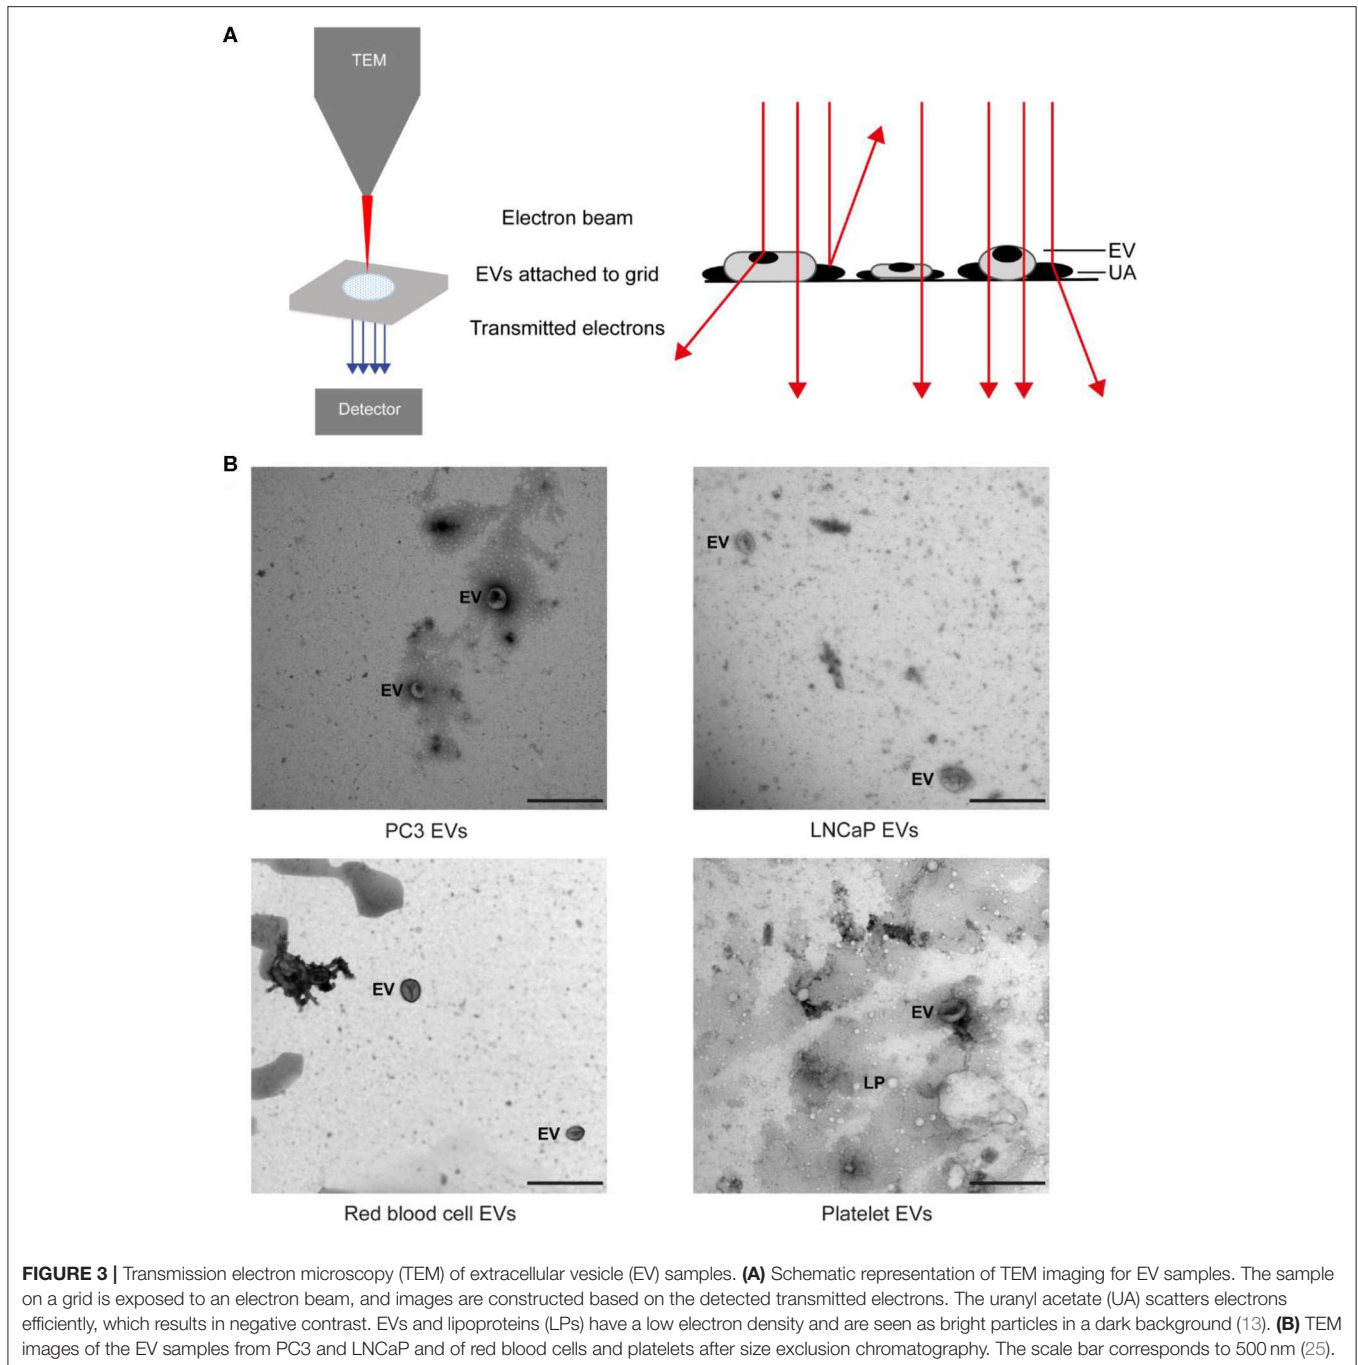 A
TEM
Electron beam
EVs attached to grid
Transmitted electrons
Detector
EV
UA
B
EV
EV
PC3 EVs
EV
EV
LNCaP EVs
EV
EV
Red blood cell EVs
EV
LP
Platelet EVs
FIGURE 3 | Transmission electron microscopy (TEM) of extracellular vesicle (EV) samples. (A) Schematic representation of TEM imaging for EV samples. The sample
on a grid is exposed to an electron beam, and images are constructed based on the detected transmitted electrons. The uranyl acetate (UA) scatters electrons
efficiently, which results in negative contrast. EVs and lipoproteins (LPs) have a low electron density and are seen as bright particles in a dark background (13). (B) TEM
images of the EV samples from PC3 and LNCaP and of red blood cells and platelets after size exclusion chromatography. The scale bar corresponds to 500 nm (25).